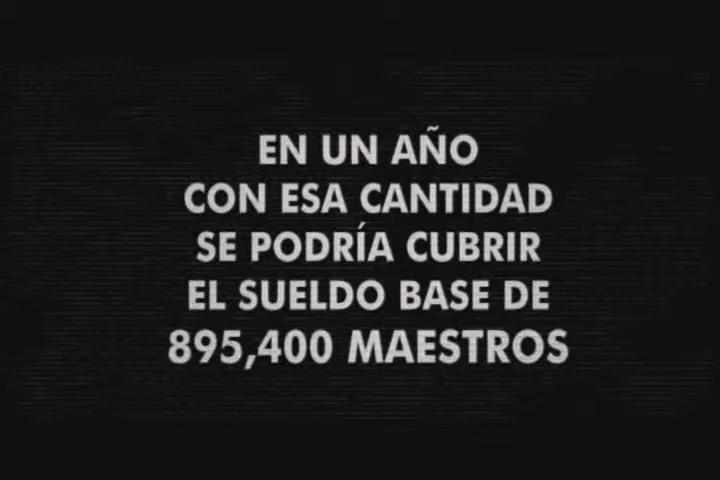 EN UN AÑO
CON ESA CANTIDAD
SE PODRÍA CUBRIR
EL SUELDO BASE DE
895,400 MAESTROS